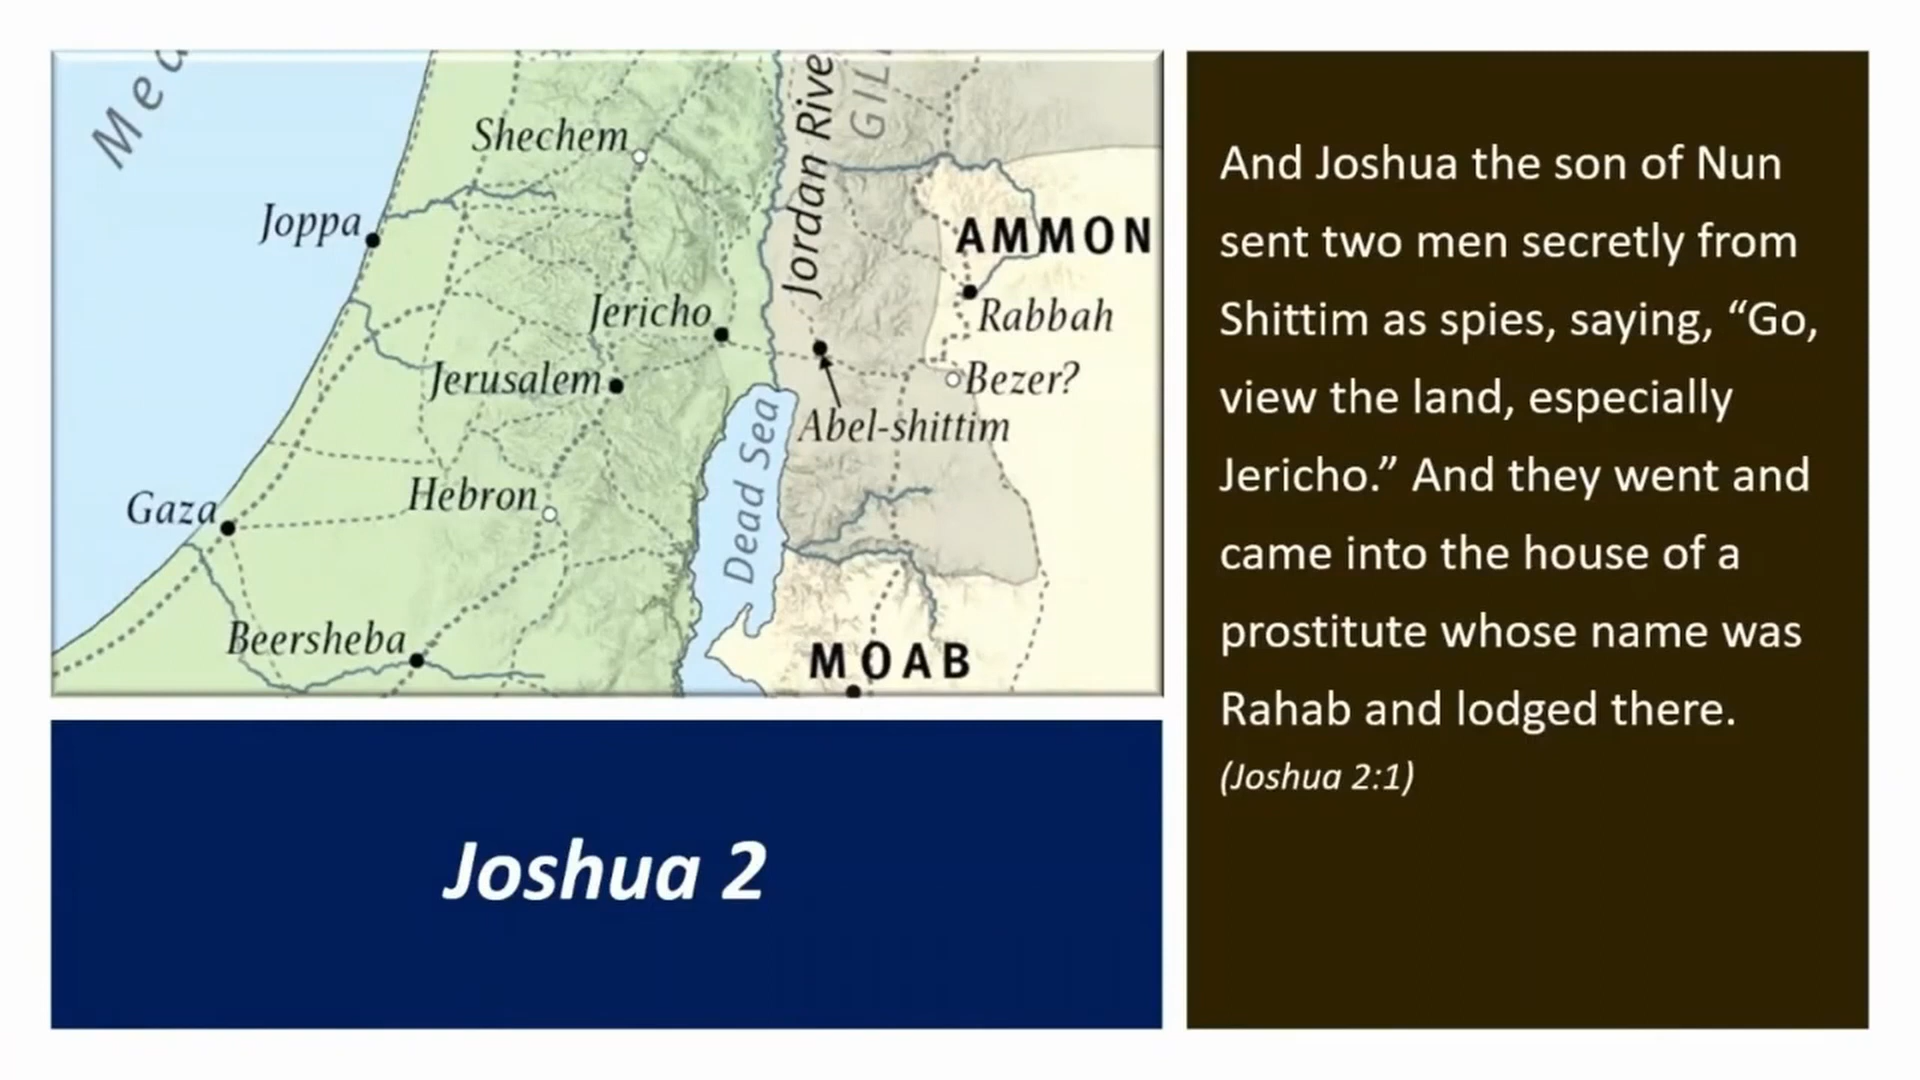 Med
Shechem
Joppa
Jericho
Jerusalem
Gaza
Hebron
Beersheba
Jordan Rive
GIL
AMMON
Rabbah
Bezer?
Abel-shittim
Dead Sea
MOAB
Joshua 2
And Joshua the son of Nun
sent two men secretly from
Shittim as spies, saying, “Go,
view the land, especially
Jericho.” And they went and
came into the house of a
prostitute whose name was
Rahab and lodged there.
(Joshua 2:1)